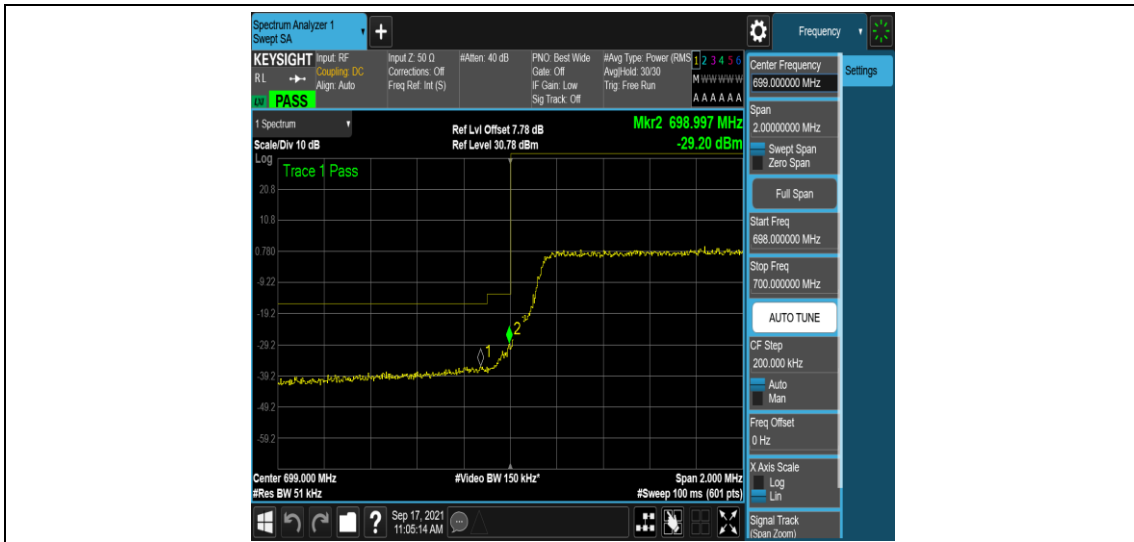 Spectrum Analyzer 1
Swept SA
+
Frequency
KEYSIGHT
RL
LXI
PASS
Input: RF
Coupling: DC
Align: Auto
Input Z: 50 Ω
Corrections: Off
Freq Ref: Int (S)
#Atten: 40 dB
PNO: Best Wide
Gate: Off
IF Gain: Low
Sig Track: Off
#Avg Type: Power (RMS
Avg|Hold: 30/30
Trig: Free Run
1 2 3 4 5 6
M W W W W W
A A A A A A
1 Spectrum
Scale/Div 10 dB
Ref Lvl Offset 7.78 dB
Ref Level 30.78 dBm
Mkr2 698.997 MHz
-29.20 dBm
Log
Trace 1 Pass
20.8
10.8
0.780
-9.22
-19.2
-29.2
-39.2
-49.2
-59.2
1
2
Center 699.000 MHz
#Video BW 150 kHz*
Span 2.000 MHz
#Res BW 51 kHz
#Sweep 100 ms (601 pts)
?
Sep 17, 2021
11:05:14 AM
Center Frequency
699.000000 MHz
Settings
Span
2.00000000 MHz
Swept Span
Zero Span
Full Span
Start Freq
698.000000 MHz
Stop Freq
700.000000 MHz
AUTO TUNE
CF Step
200.000 kHz
Auto
Man
Freq Offset
0 Hz
X Axis Scale
Log
Lin
Signal Track
(Span Zoom)